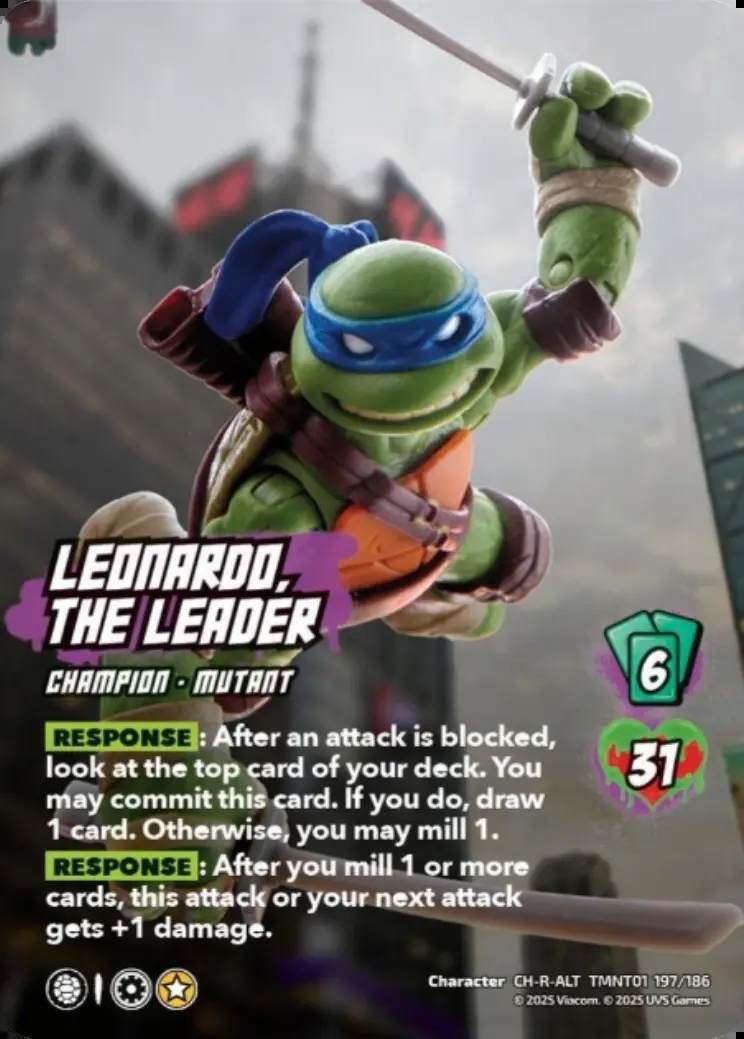 LEONARDO,
THE LEADER
CHAMPION • MUTANT
6
31
RESPONSE : After an attack is blocked,
look at the top card of your deck. You
may commit this card. If you do, draw
1 card. Otherwise, you may mill 1.
RESPONSE : After you mill 1 or more
cards, this attack or your next attack
gets +1 damage.
Character CH-R-ALT TMNT01 197/186
© 2025 Viacom. © 2025 UVS Games